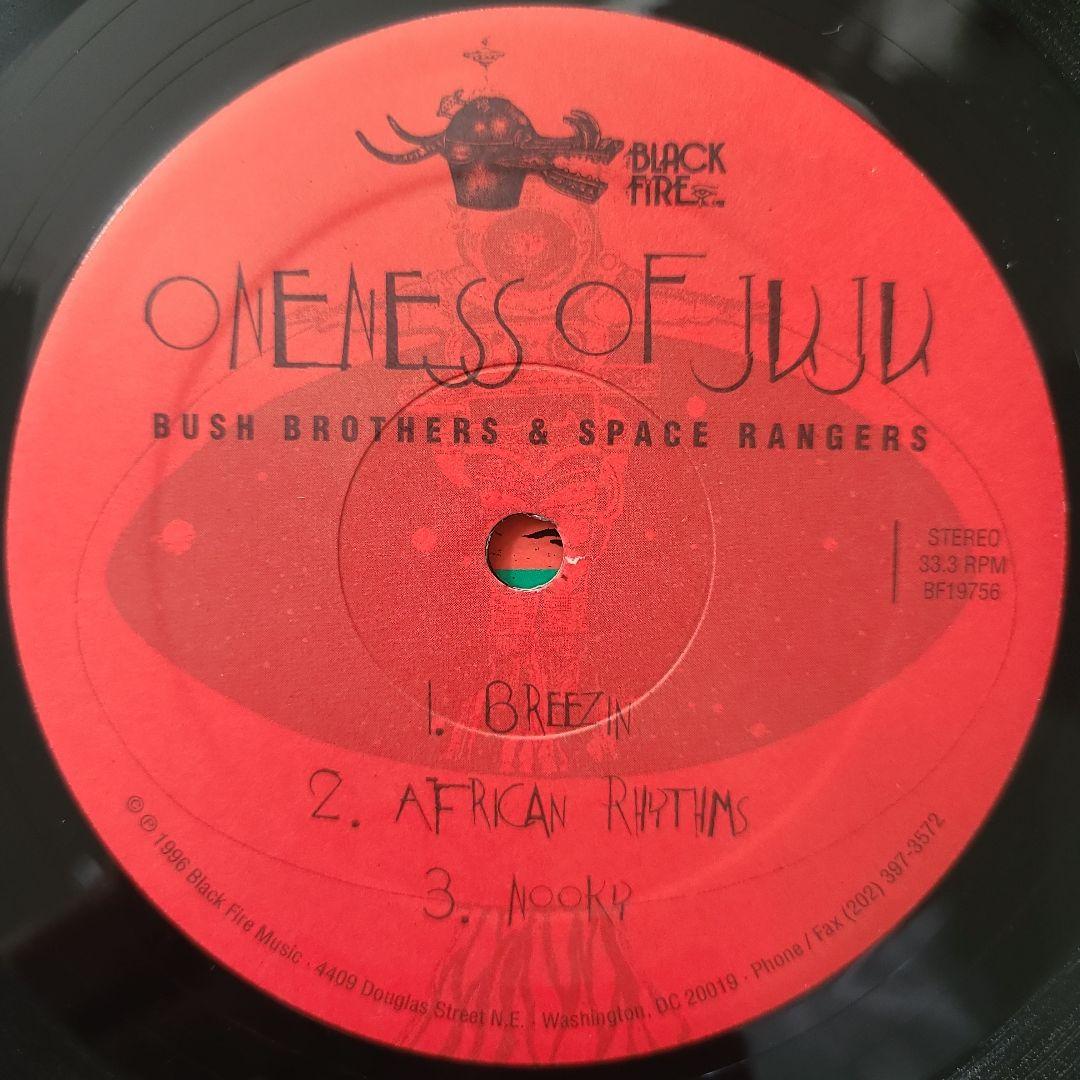 BLACK
FIRE
ONENESS OF JUJU
BUSH BROTHERS & SPACE RANGERS
STEREO
33.3 RPM
BF19756
1. BREEZIN
2. AFRICAN RHYTHMS
3. NOOKY
© ℗ 1996 Black Fire Music · 4409 Douglas Street N.E. · Washington, DC 20019 · Phone / Fax (202) 397-3572